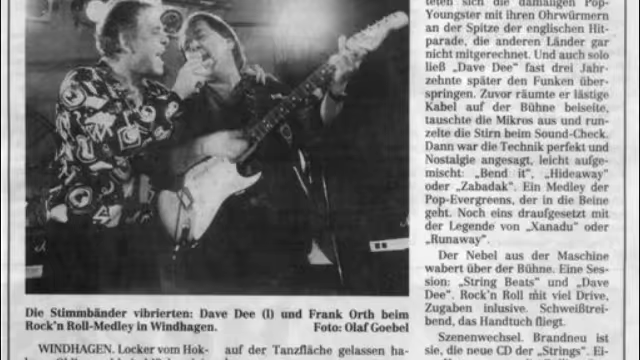 Die Stimmbänder vibrierten: Dave Dee (l) und Frank Orth beim
Rock'n Roll-Medley in Windhagen. Foto: Olaf Goebel
WINDHAGEN. Locker vom Hok-
auf der Tanzfläche gelassen ha-
teten sich die damaligen Pop-
Youngster mit ihren Ohrwürmern
an der Spitze der englischen Hit-
parade, die anderen Länder gar
nicht mitgerechnet. Und auch solo
ließ „Dave Dee" fast drei Jahr-
zehnte später den Funken über-
springen. Zuvor räumte er lästige
Kabel auf der Bühne beiseite,
tauschte die Mikros aus und run-
zelte die Stirn beim Sound-Check.
Dann war die Technik perfekt und
Nostalgie angesagt, leicht aufge-
mischt: „Bend it", „Hideaway"
oder „Zabadak". Ein Medley der
Pop-Evergreens, der in die Beine
geht. Noch eins draufgesetzt mit
der Legende von „Xanadu" oder
„Runaway".
Der Nebel aus der Maschine
wabert über der Bühne. Eine Ses-
sion: „String Beats" und „Dave
Dee". Rock'n Roll mit viel Drive,
Zugaben inlusive. Schweißtrei-
bend, das Handtuch fliegt.
Szenenwechsel. Brandneu ist
sie, die neue CD der „Strings". Ei-